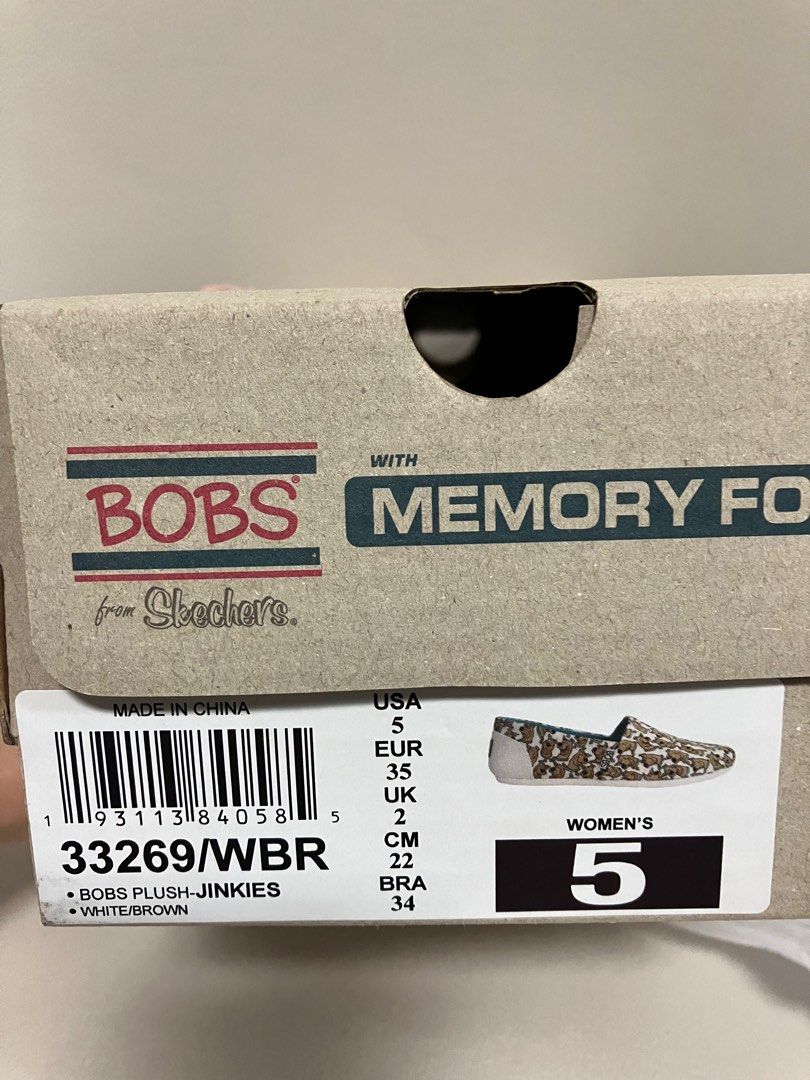 BOBS®
from Skechers®
WITH
MEMORY FO
MADE IN CHINA
1 93113 84058 5
33269/WBR
• BOBS PLUSH-JINKIES
• WHITE/BROWN
USA
5
EUR
35
UK
2
CM
22
BRA
34
WOMEN'S
5